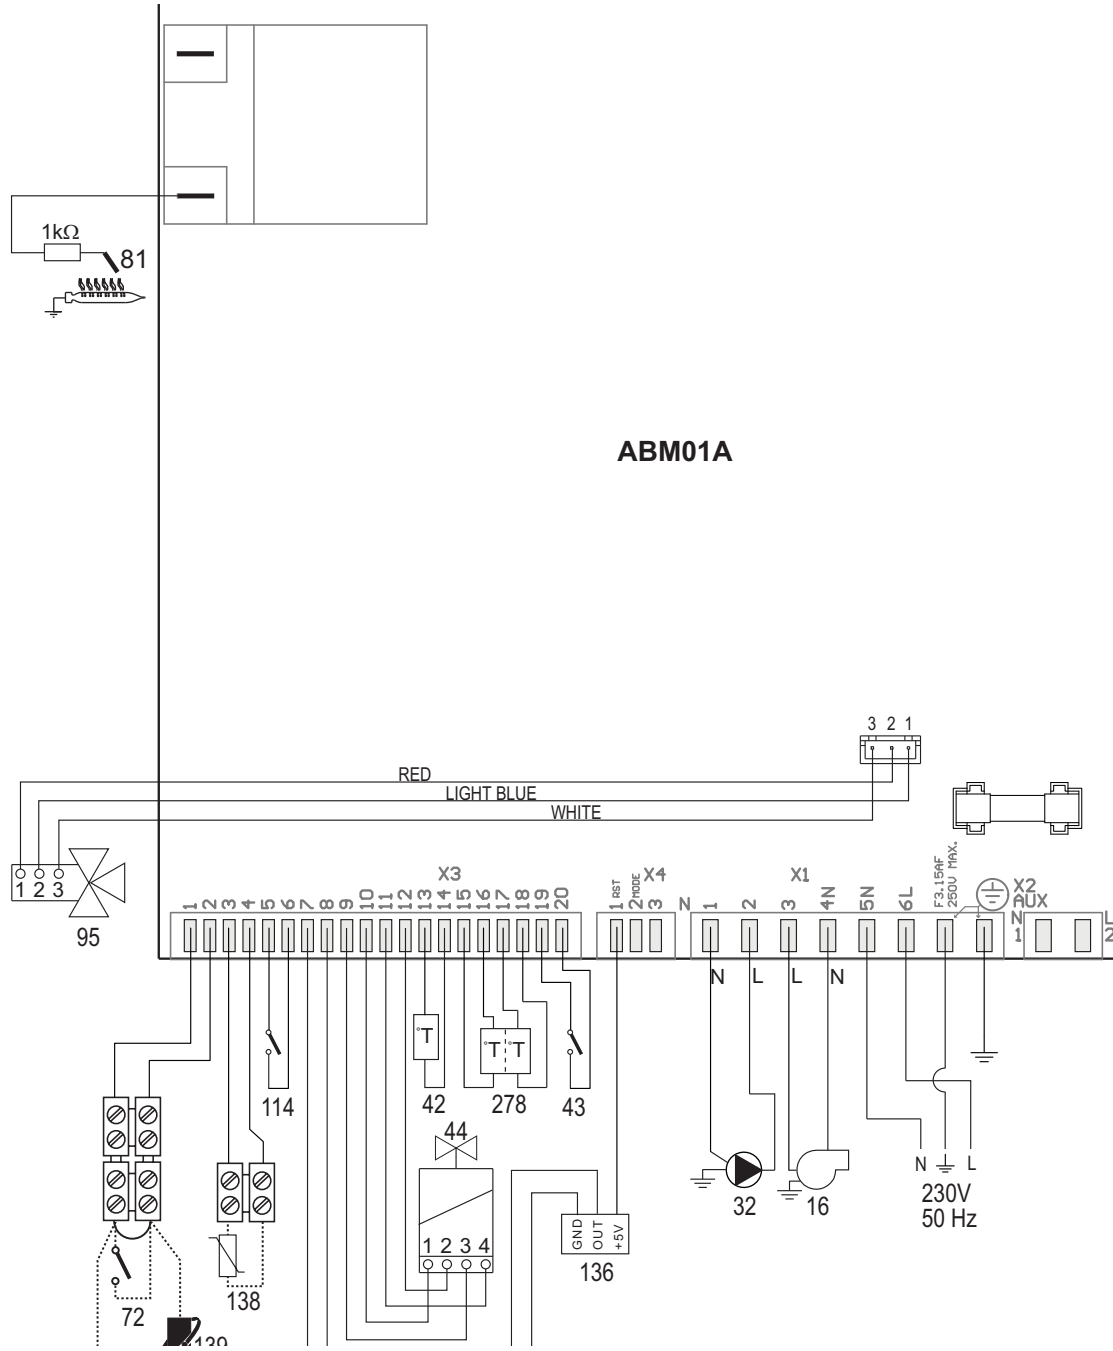 1kΩ
81
ABM01A
3 2 1
RED
LIGHT BLUE
WHITE
1 2 3
95
X3
1 2 3 4 5 6 7 8 9 10 11 12 13 14 15 16 17 18 19 20
X4
1 RST
2 MODE
3
X1
N 1 2 3 4N 5N 6L
F3.15AF
250V MAX.
X2
AUX
N
1
L
2
N L L N
°T
°T °T
114
42
278
43
44
1 2 3 4
GND
OUT
+5V
136
32
16
N L
230V
50 Hz
72
138
139